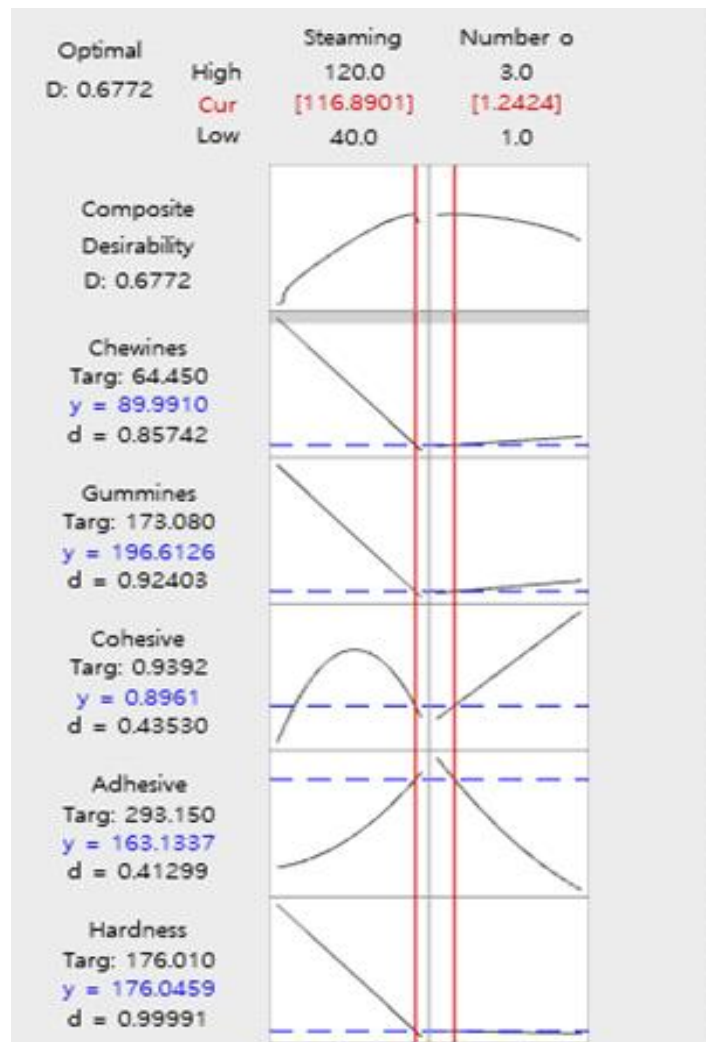 Optimal
D: 0.6772
High
Cur
Low
Steaming
120.0
[116.8901]
40.0
Number o
3.0
[1.2424]
1.0
Composite
Desirability
D: 0.6772
Chewines
Targ: 64.450
y = 89.9910
d = 0.85742
Gummines
Targ: 173.080
y = 196.6126
d = 0.92403
Cohesive
Targ: 0.9392
y = 0.8961
d = 0.43530
Adhesive
Targ: 293.150
y = 163.1337
d = 0.41299
Hardness
Targ: 176.010
y = 176.0459
d = 0.99991